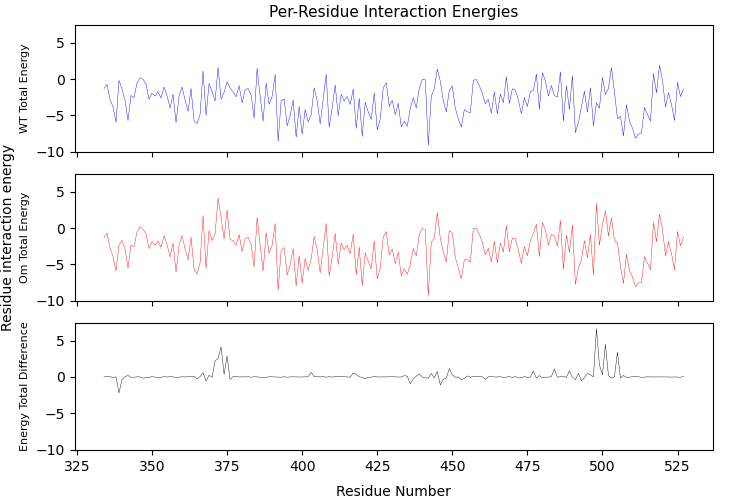 Per-Residue Interaction Energies
Residue interaction energy
WT Total Energy
5
0
−5
−10
Om Total Energy
5
0
−5
−10
Energy Total Difference
5
0
−5
−10
325 350 375 400 425 450 475 500 525
Residue Number